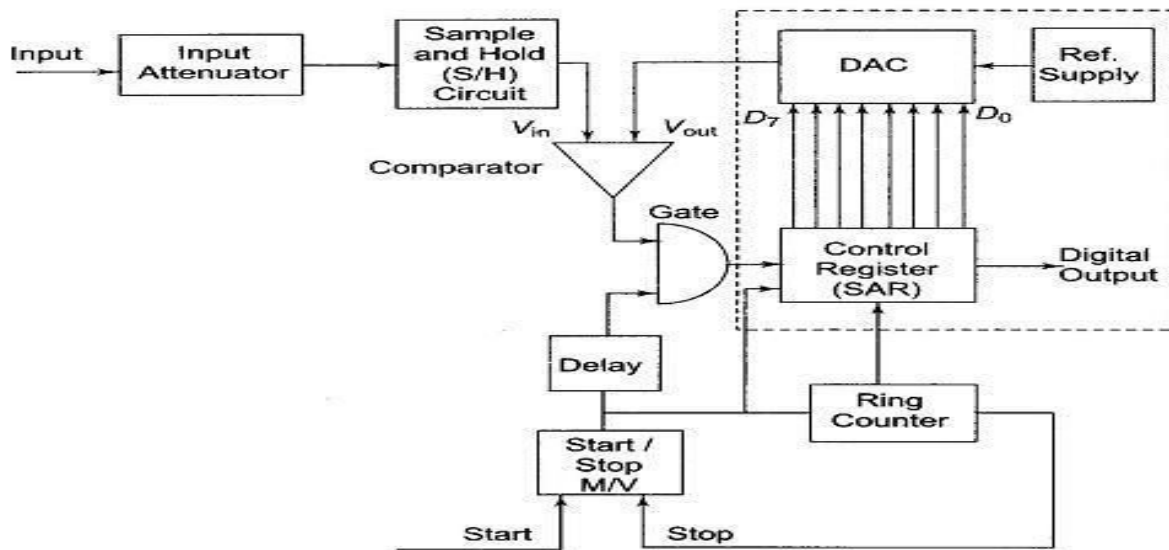 Input
Input
Attenuator
Sample
and Hold
(S/H)
Circuit
DAC
Ref.
Supply
V_in
V_out
D_7
D_0
Comparator
Gate
Control
Register
(SAR)
Digital
Output
Delay
Ring
Counter
Start /
Stop
M/V
Start
Stop